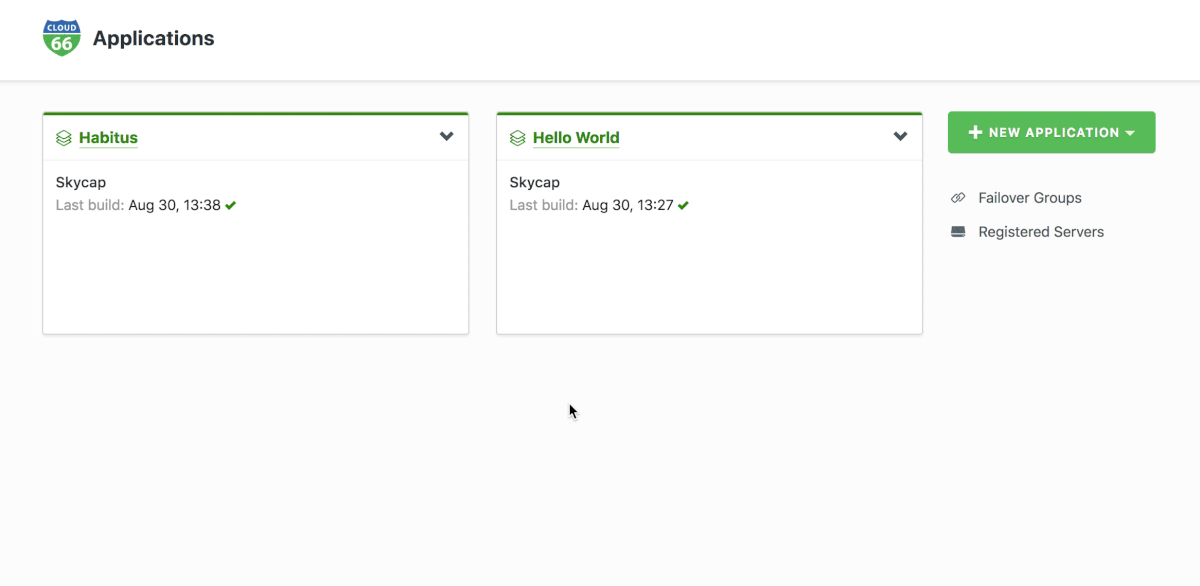 CLOUD
66
Applications
Habitus
Skycap
Last build: Aug 30, 13:38
Hello World
Skycap
Last build: Aug 30, 13:27
NEW APPLICATION
Failover Groups
Registered Servers